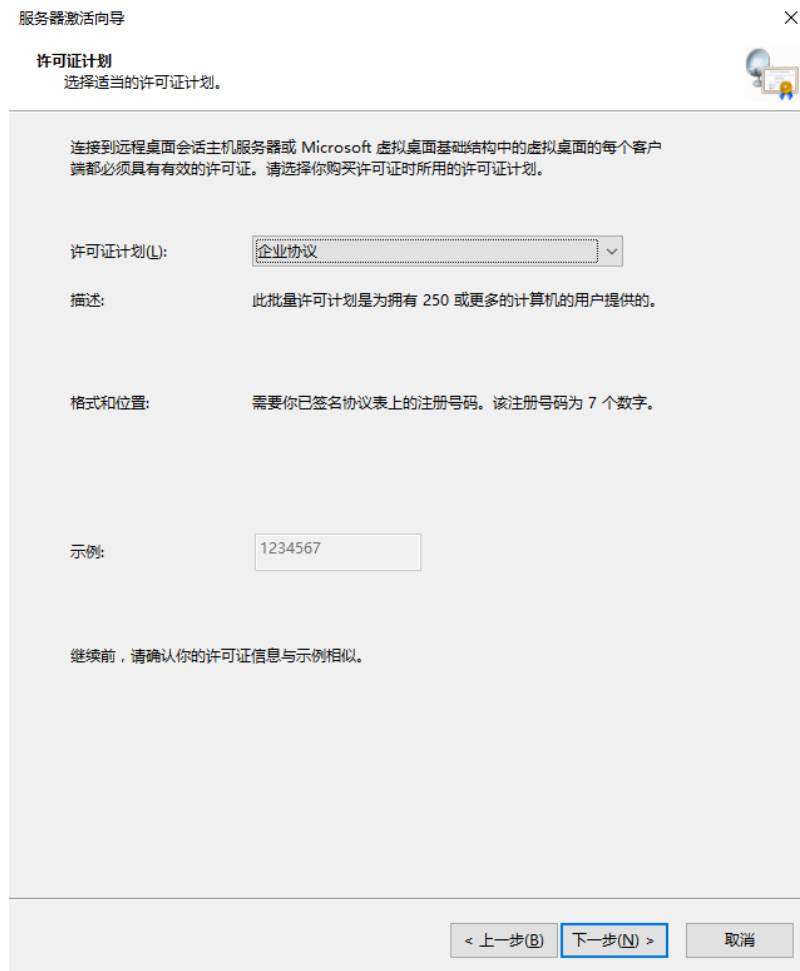 服务器激活向导
许可证计划
选择适当的许可证计划。
连接到远程桌面会话主机服务器或 Microsoft 虚拟桌面基础结构中的虚拟桌面的每个客户
端都必须具有有效的许可证。请选择你购买许可证时所用的许可证计划。
许可证计划(L): 企业协议
描述: 此批量许可计划是为拥有 250 或更多的计算机的用户提供的。
格式和位置: 需要你已签名协议表上的注册号码。该注册号码为 7 个数字。
示例: 1234567
继续前，请确认你的许可证信息与示例相似。
< 上一步(B) 下一步(N) > 取消